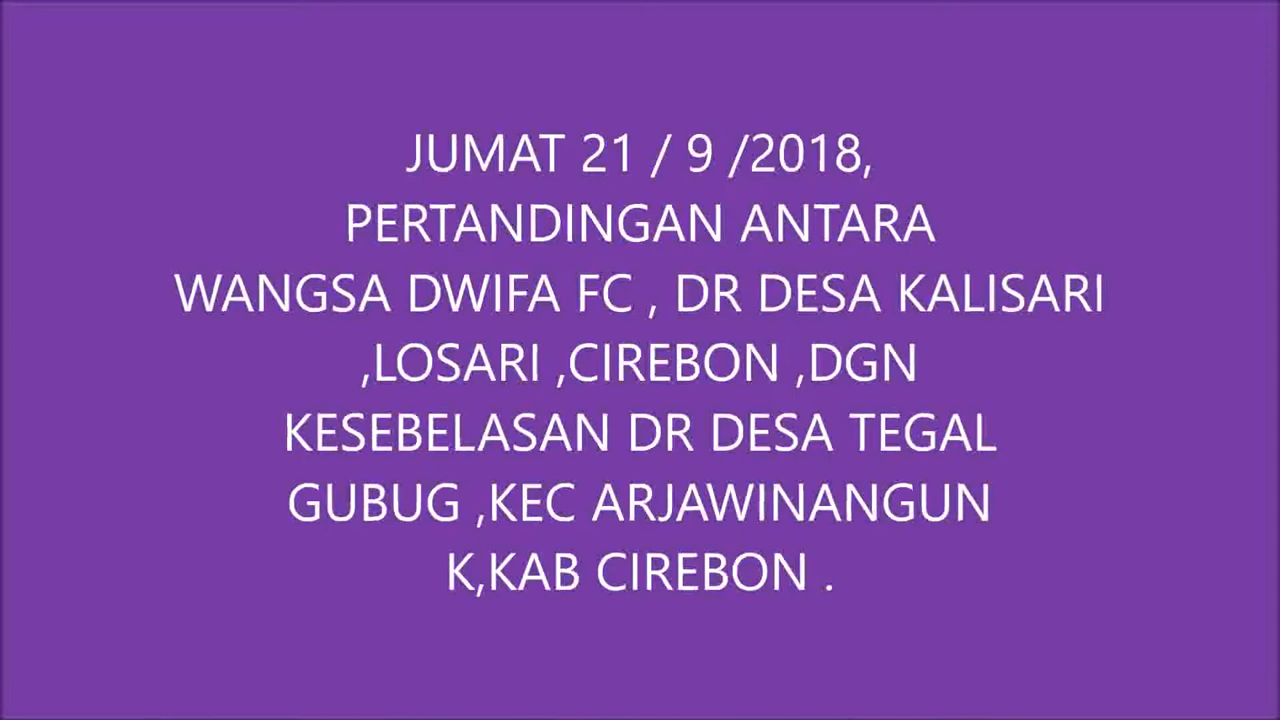 JUMAT 21 / 9 /2018,
PERTANDINGAN ANTARA
WANGSA DWIFA FC , DR DESA KALISARI
,LOSARI ,CIREBON ,DGN
KESEBELASAN DR DESA TEGAL
GUBUG ,KEC ARJAWINANGUN
K,KAB CIREBON .